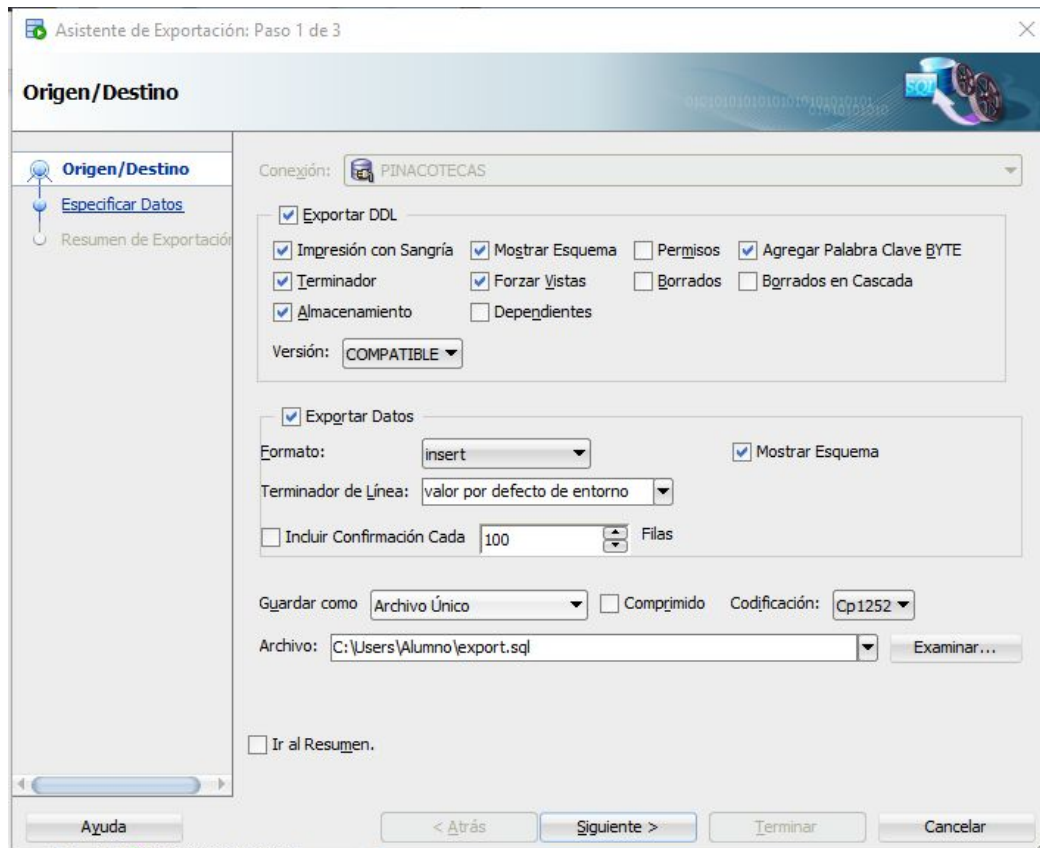 Asistente de Exportación: Paso 1 de 3
Origen/Destino
SQL
Origen/Destino
Especificar Datos
Resumen de Exportación
Conexión: PINACOTECAS
Exportar DDL
Impresión con Sangría Mostrar Esquema Permisos Agregar Palabra Clave BYTE
Terminador Forzar Vistas Borrados Borrados en Cascada
Almacenamiento Dependientes
Versión: COMPATIBLE
Exportar Datos
Formato: insert Mostrar Esquema
Terminador de Línea: valor por defecto de entorno
Incluir Confirmación Cada 100 Filas
Guardar como Archivo Único Comprimido Codificación: Cp1252
Archivo: C:\Users\Alumno\export.sql Examinar...
Ir al Resumen.
Ayuda < Atrás Siguiente > Terminar Cancelar